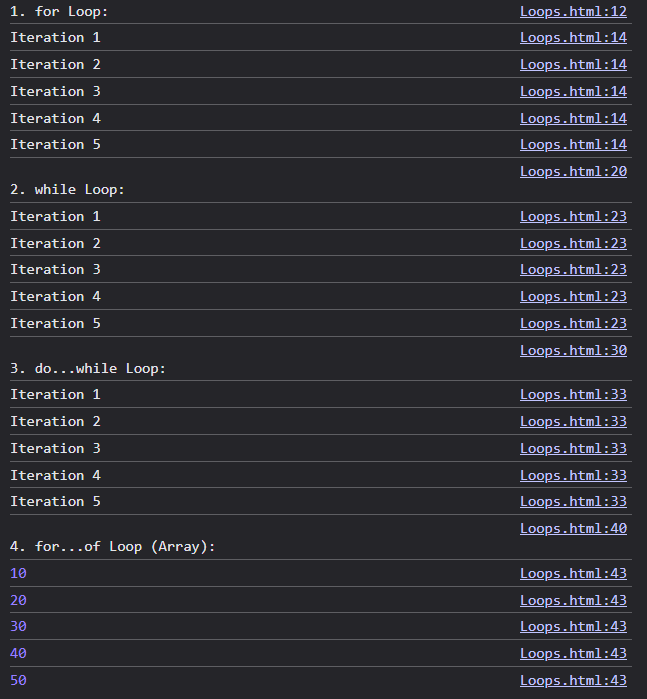 1. for Loop: Loops.html:12
Iteration 1 Loops.html:14
Iteration 2 Loops.html:14
Iteration 3 Loops.html:14
Iteration 4 Loops.html:14
Iteration 5 Loops.html:14
Loops.html:20
2. while Loop:
Iteration 1 Loops.html:23
Iteration 2 Loops.html:23
Iteration 3 Loops.html:23
Iteration 4 Loops.html:23
Iteration 5 Loops.html:23
Loops.html:30
3. do...while Loop:
Iteration 1 Loops.html:33
Iteration 2 Loops.html:33
Iteration 3 Loops.html:33
Iteration 4 Loops.html:33
Iteration 5 Loops.html:33
Loops.html:40
4. for...of Loop (Array):
10 Loops.html:43
20 Loops.html:43
30 Loops.html:43
40 Loops.html:43
50 Loops.html:43